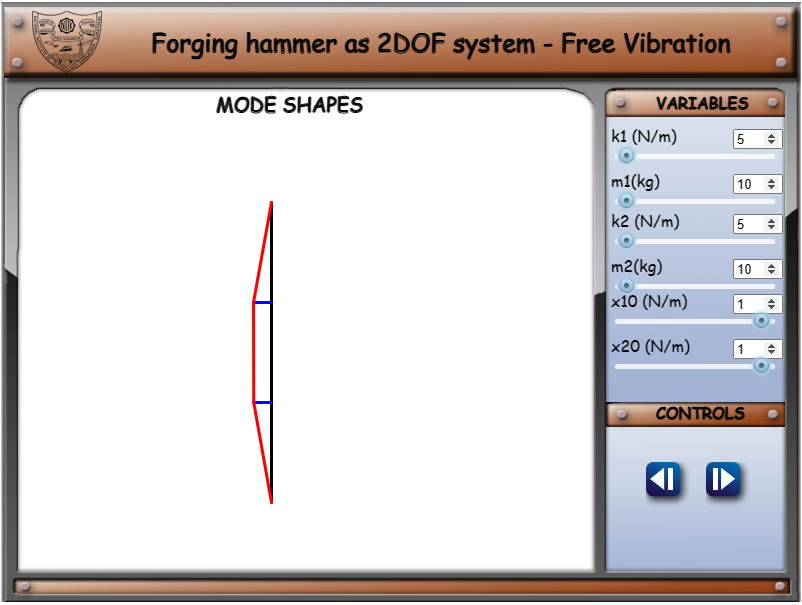 Forging hammer as 2DOF system - Free Vibration
MODE SHAPES
VARIABLES
k1 (N/m) 5
m1(kg) 10
k2 (N/m) 5
m2(kg) 10
x10 (N/m) 1
x20 (N/m) 1
CONTROLS